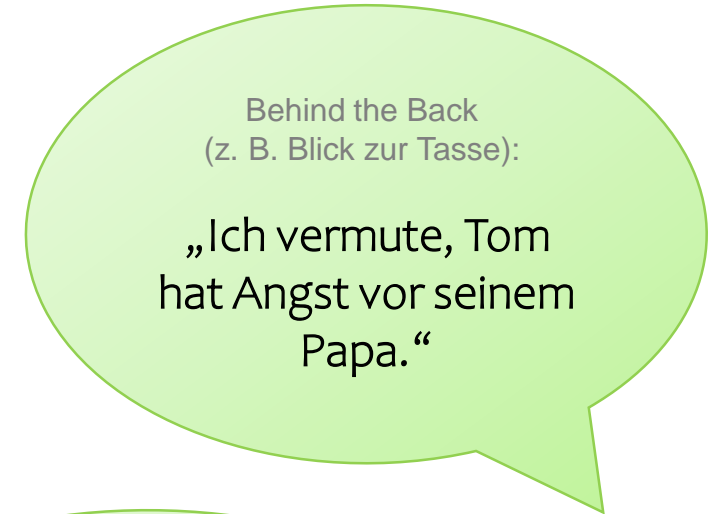 Behind the Back
(z. B. Blick zur Tasse):
„Ich vermute, Tom
hat Angst vor seinem
Papa.“